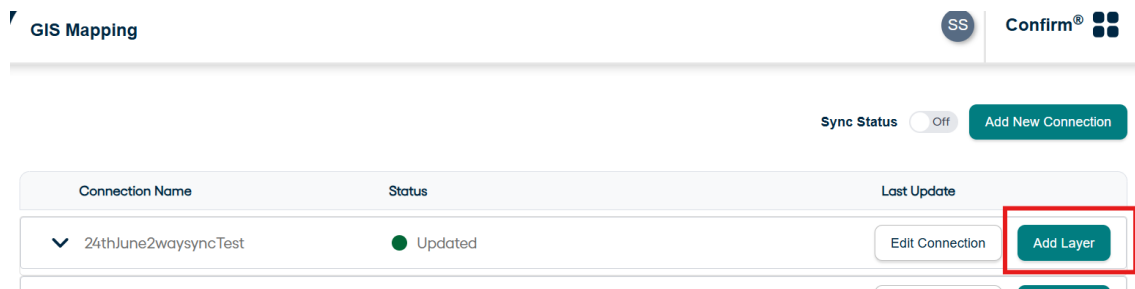 GIS Mapping SS Confirm®
Sync Status Off Add New Connection
Connection Name Status Last Update
24thJune2waysyncTest Updated Edit Connection Add Layer